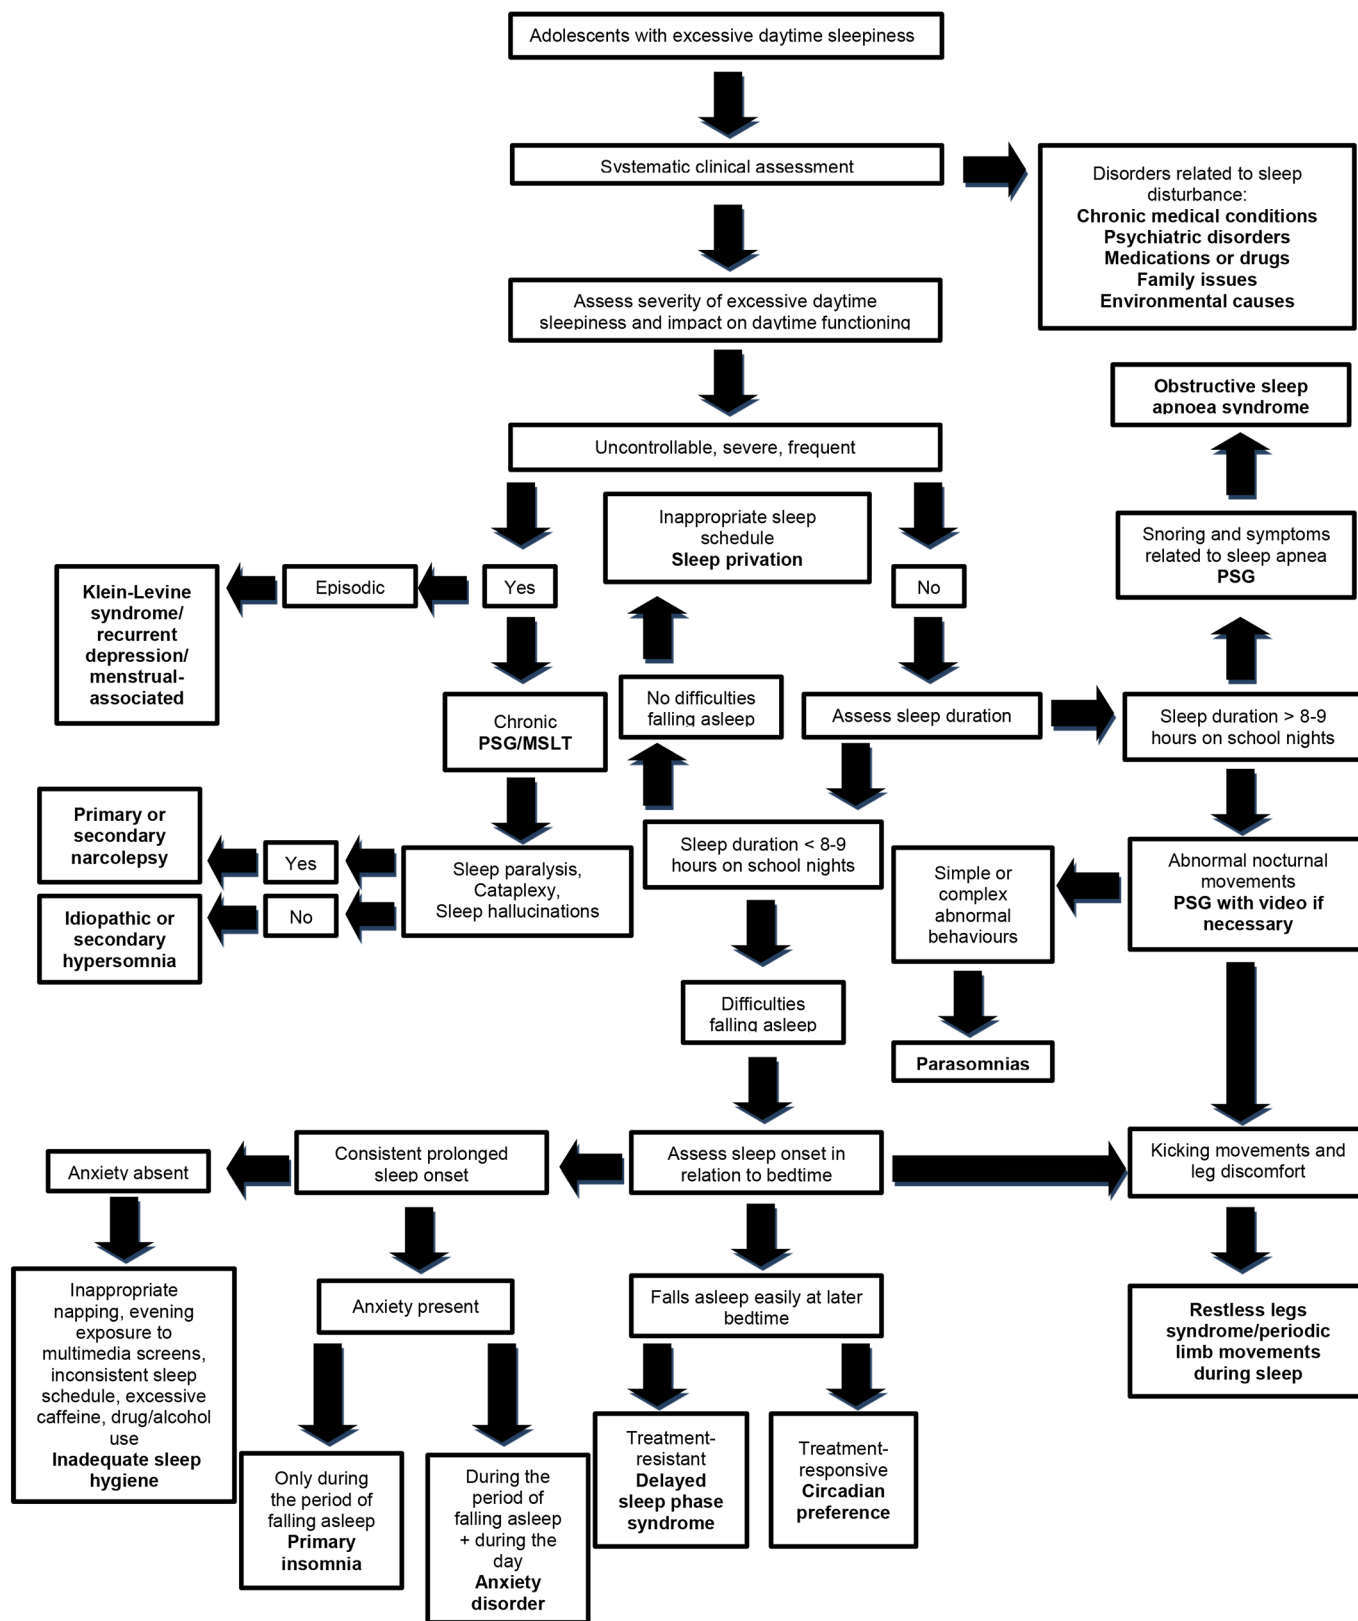 Adolescents with excessive daytime sleepiness
Systematic clinical assessment
Disorders related to sleep
disturbance:
Chronic medical conditions
Psychiatric disorders
Medications or drugs
Family issues
Environmental causes
Assess severity of excessive daytime
sleepiness and impact on daytime functioning
Obstructive sleep
apnoea syndrome
Uncontrollable, severe, frequent
Inappropriate sleep
schedule
Sleep privation
Snoring and symptoms
related to sleep apnea
PSG
Klein-Levine
syndrome/
recurrent
depression/
menstrual-
associated
Episodic
Yes
No
No difficulties
falling asleep
Chronic
PSG/MSLT
Assess sleep duration
Sleep duration > 8-9
hours on school nights
Primary or
secondary
narcolepsy
Yes
Sleep paralysis,
Cataplexy,
Sleep hallucinations
Idiopathic or
secondary
hypersomnia
No
Sleep duration < 8-9
hours on school nights
Simple or
complex
abnormal
behaviours
Abnormal nocturnal
movements
PSG with video if
necessary
Difficulties
falling asleep
Parasomnias
Anxiety absent
Consistent prolonged
sleep onset
Assess sleep onset in
relation to bedtime
Kicking movements and
leg discomfort
Inappropriate
napping, evening
exposure to
multimedia screens,
inconsistent sleep
schedule, excessive
caffeine, drug/alcohol
use
Inadequate sleep
hygiene
Anxiety present
Falls asleep easily at later
bedtime
Restless legs
syndrome/periodic
limb movements
during sleep
Only during
the period of
falling asleep
Primary
insomnia
During the
period of
falling asleep
+ during the
day
Anxiety
disorder
Treatment-
resistant
Delayed
sleep phase
syndrome
Treatment-
responsive
Circadian
preference